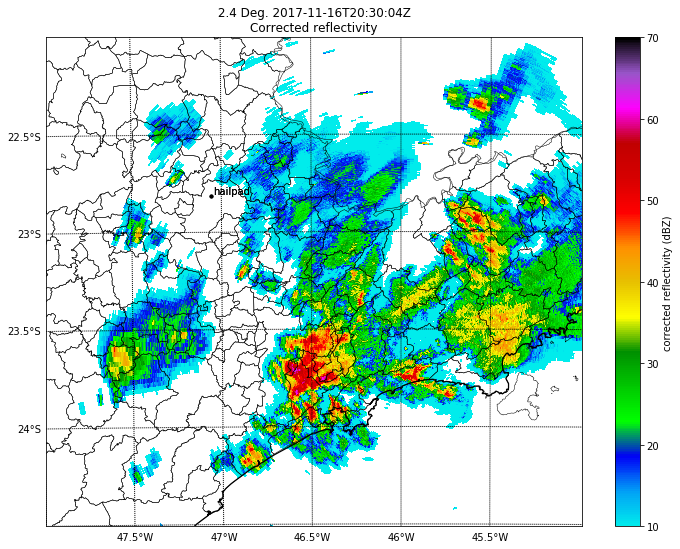 2.4 Deg. 2017-11-16T20:30:04Z
Corrected reflectivity
70
60
50
40
30
20
10
corrected reflectivity (dBZ)
22.5°S
23°S
23.5°S
24°S
hailpad
47.5°W
47°W
46.5°W
46°W
45.5°W